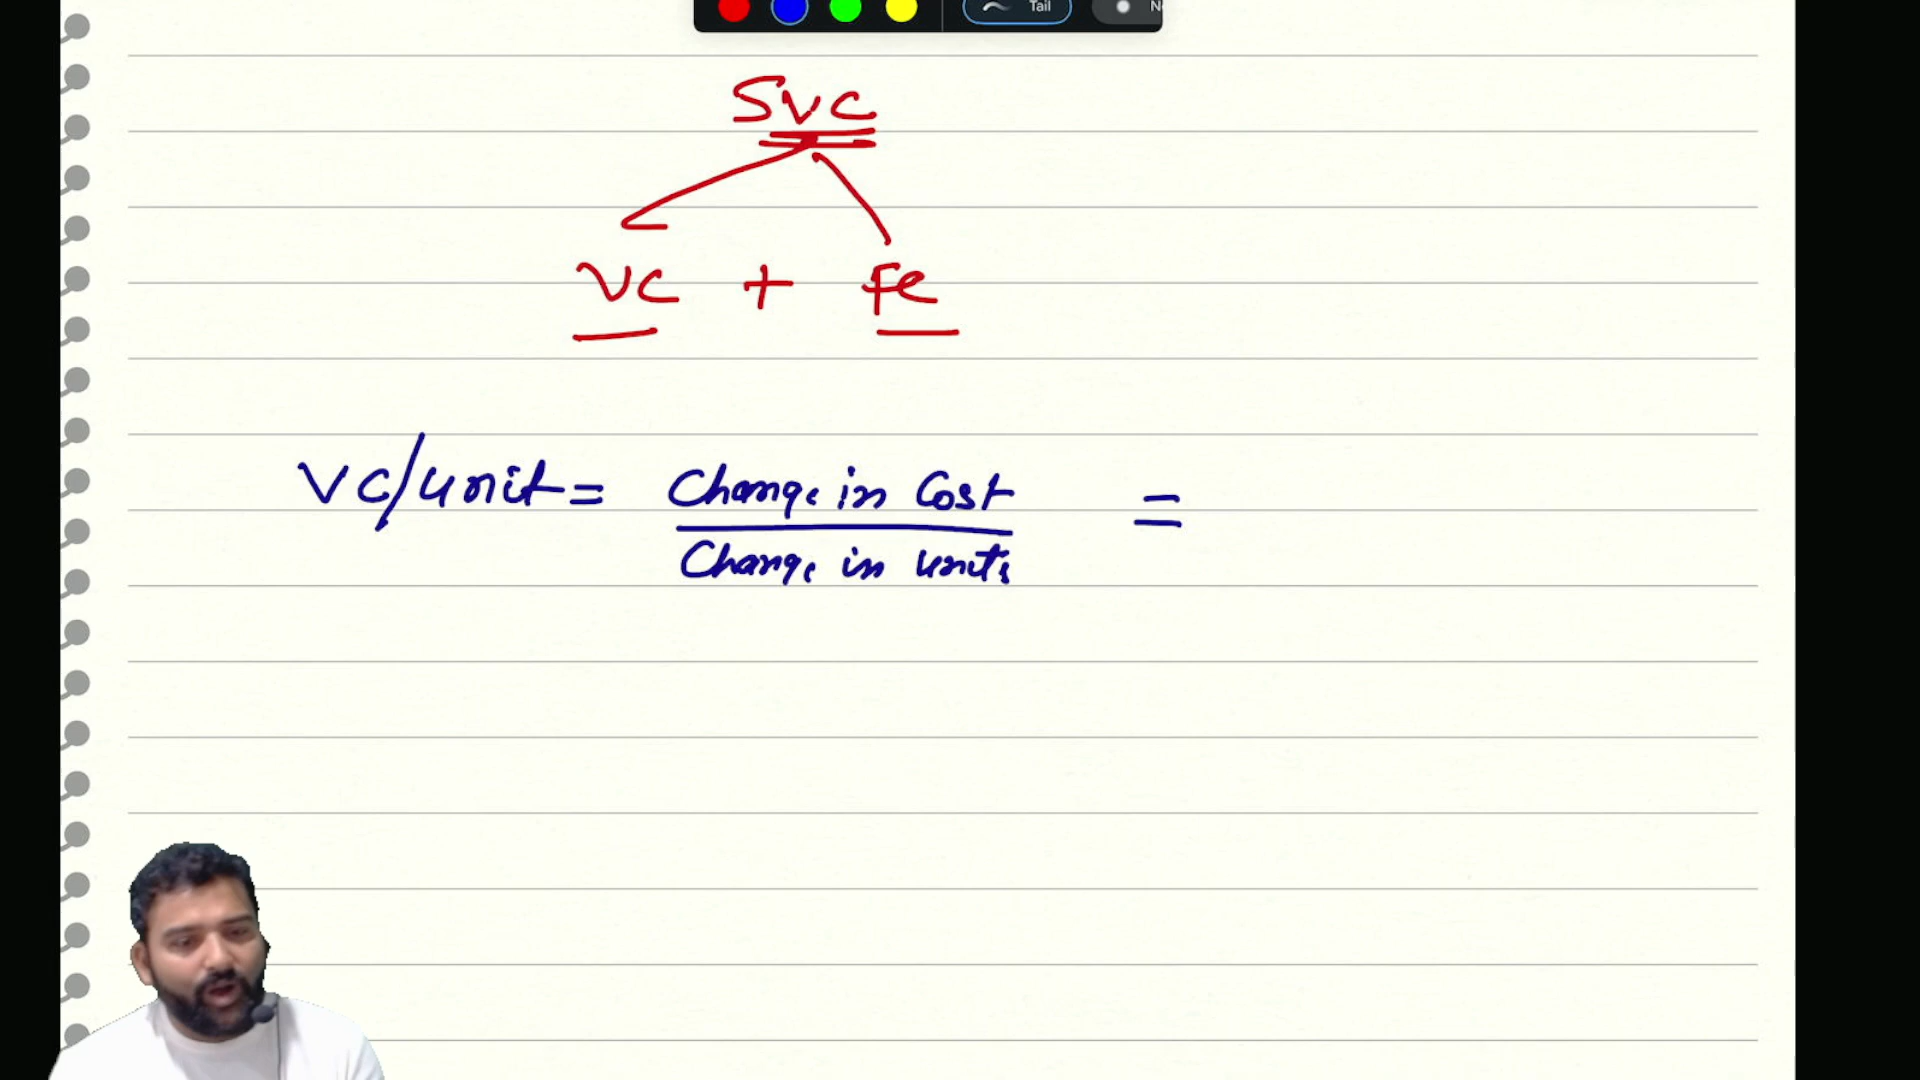 Tail
SVC
VC + FC
VC/unit = Change in Cost =
Change in units